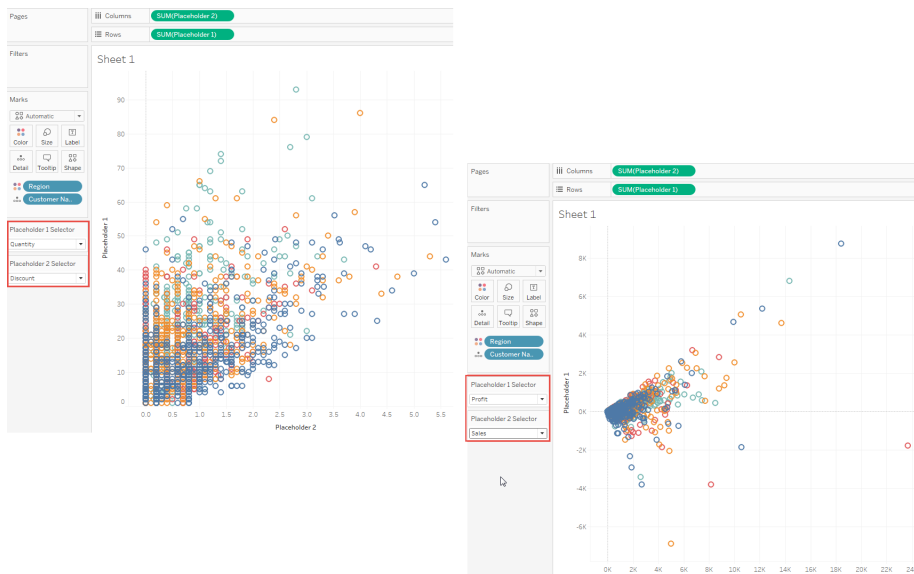 Pages
Columns
SUM(Placeholder 2)
Rows
SUM(Placeholder 1)
Filters
Sheet 1
Marks
Automatic
Color
Size
Label
Detail
Tooltip
Shape
Region
Customer Na..
Placeholder 1 Selector
Quantity
Placeholder 2 Selector
Discount
Placeholder 1
90
80
70
60
50
40
30
20
10
0
0.0 0.5 1.0 1.5 2.0 2.5 3.0 3.5 4.0 4.5 5.0 5.5
Placeholder 2
Pages
Columns
SUM(Placeholder 2)
Rows
SUM(Placeholder 1)
Filters
Sheet 1
Marks
Automatic
Color
Size
Label
Detail
Tooltip
Shape
Region
Customer Na..
Placeholder 1 Selector
Profit
Placeholder 2 Selector
Sales
Placeholder 1
8K
6K
4K
2K
0K
-2K
-4K
-6K
0K 2K 4K 6K 8K 10K 12K 14K 16K 18K 20K 22K 24